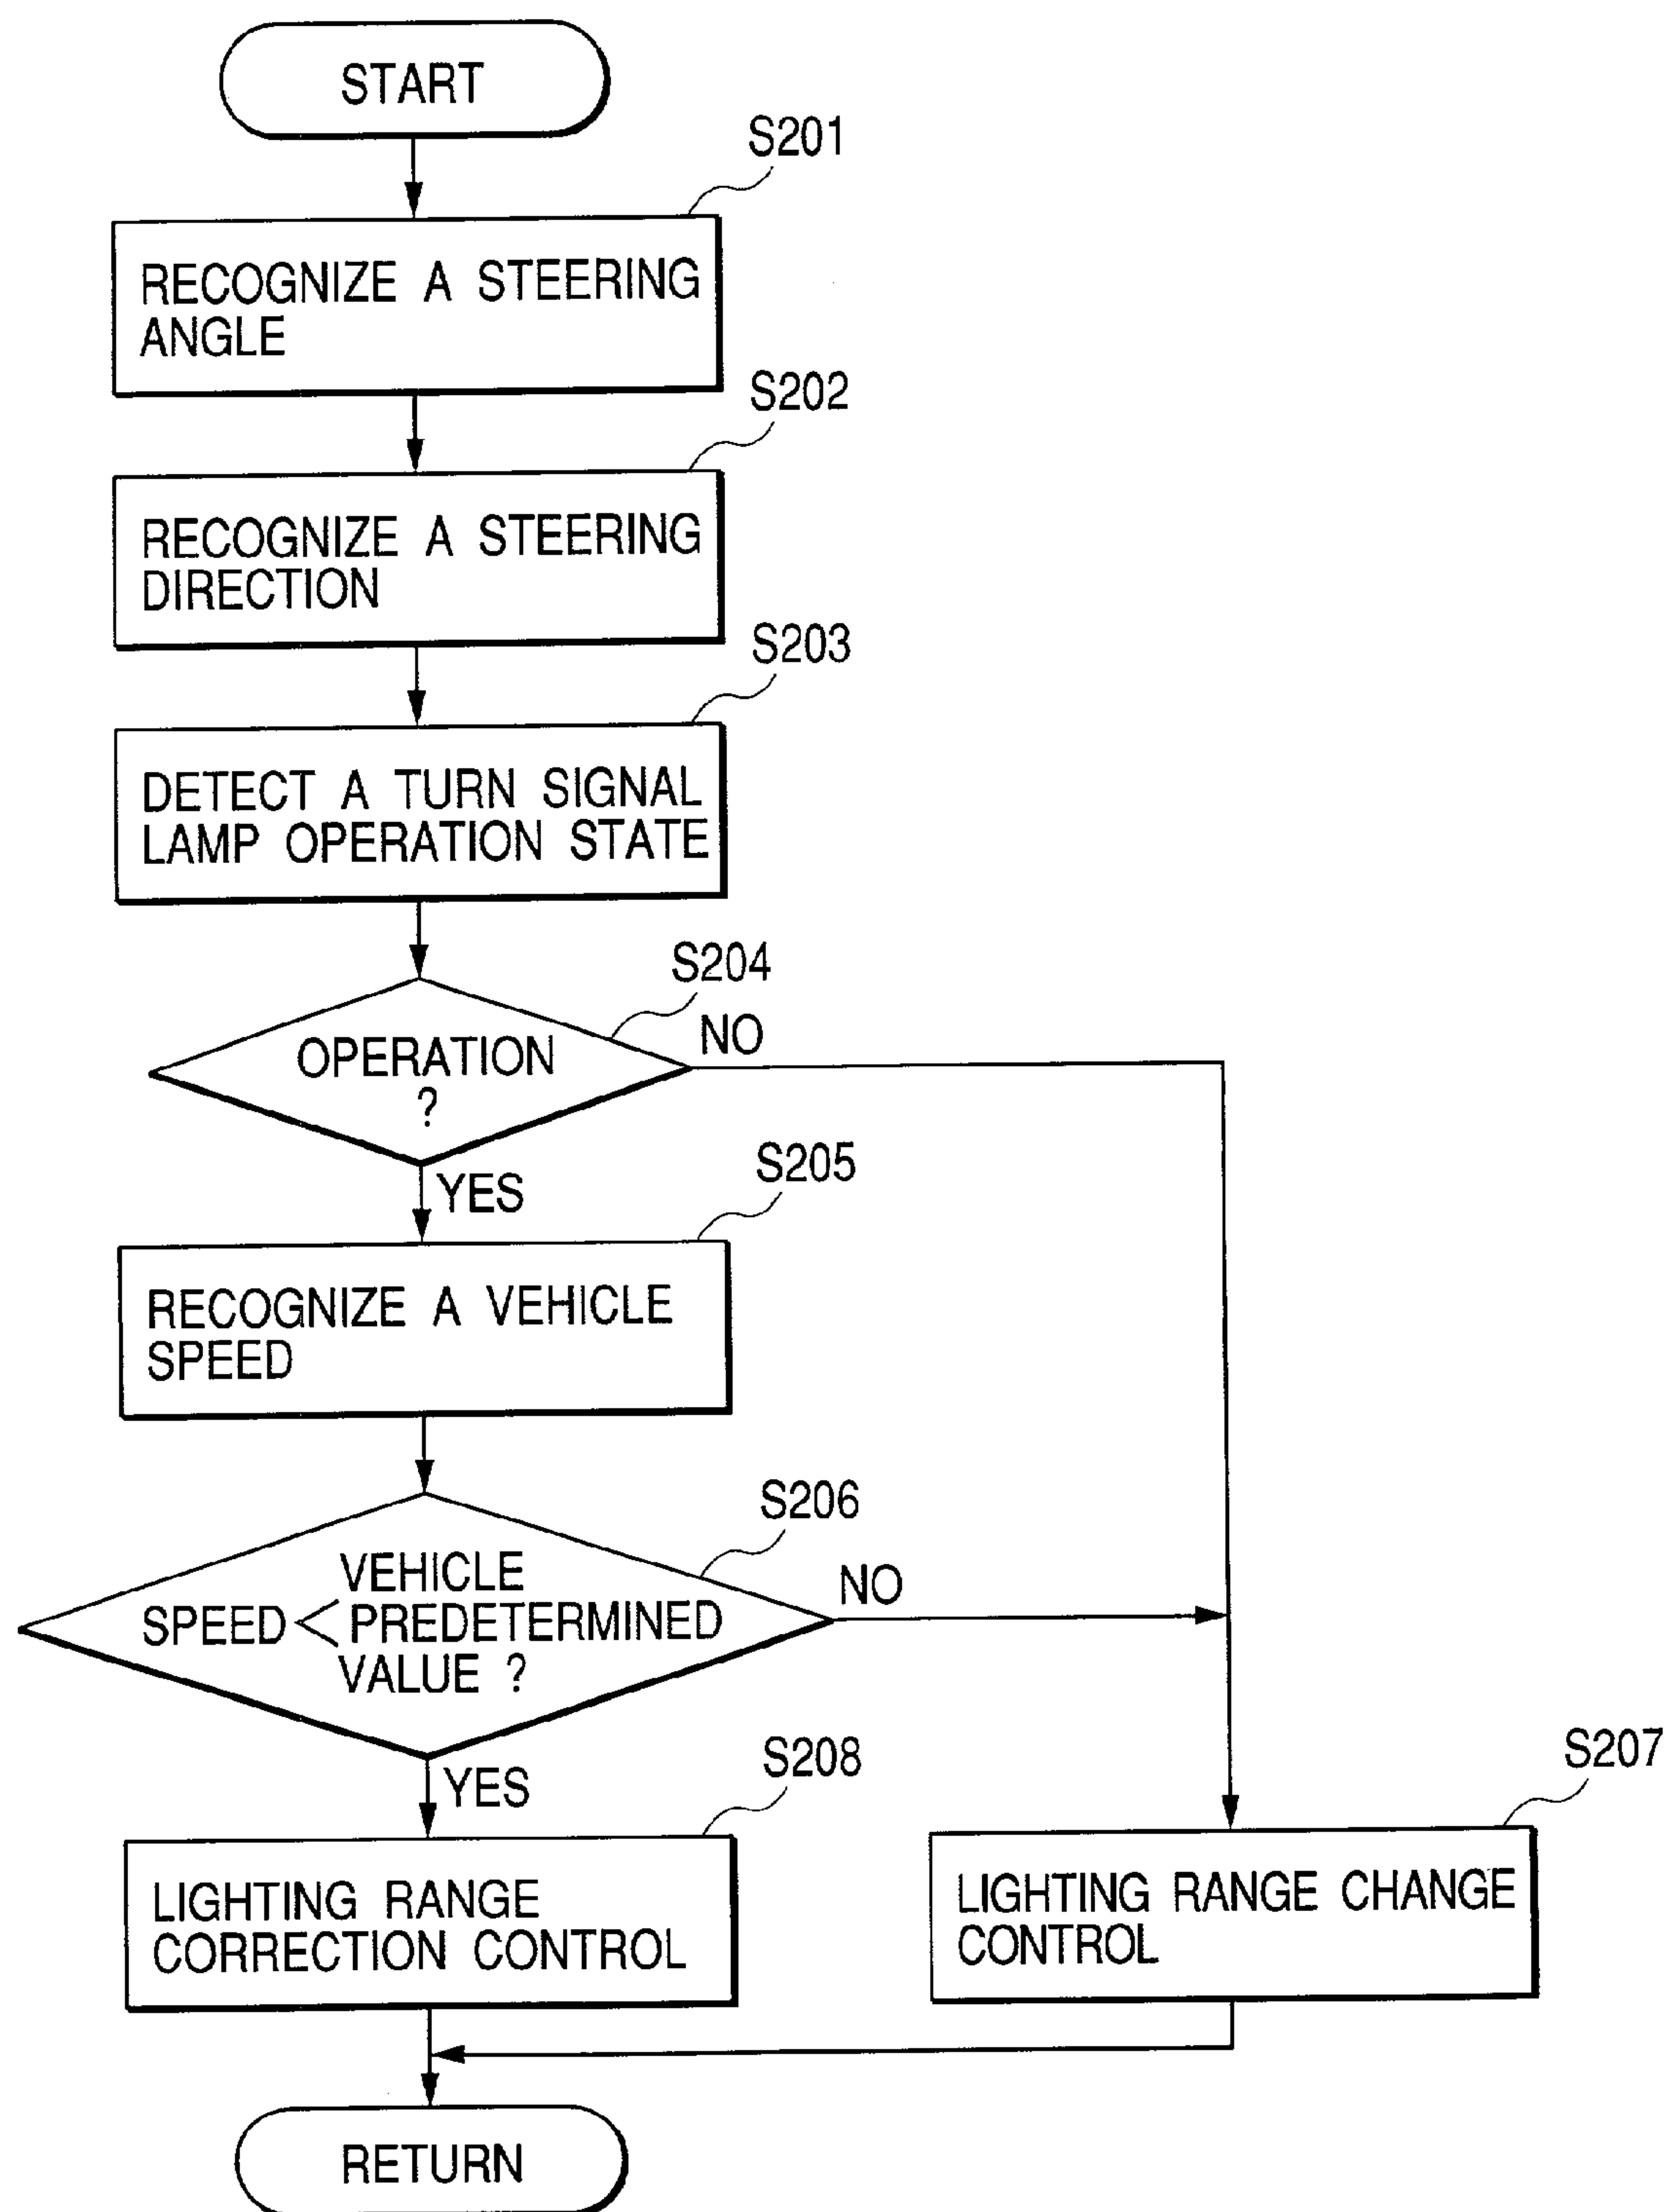 START
S201
RECOGNIZE A STEERING
ANGLE
S202
RECOGNIZE A STEERING
DIRECTION
S203
DETECT A TURN SIGNAL
LAMP OPERATION STATE
S204
OPERATION
?
NO
YES
S205
RECOGNIZE A VEHICLE
SPEED
S206
VEHICLE
SPEED < PREDETERMINED
VALUE ?
NO
YES
S208
LIGHTING RANGE
CORRECTION CONTROL
S207
LIGHTING RANGE CHANGE
CONTROL
RETURN